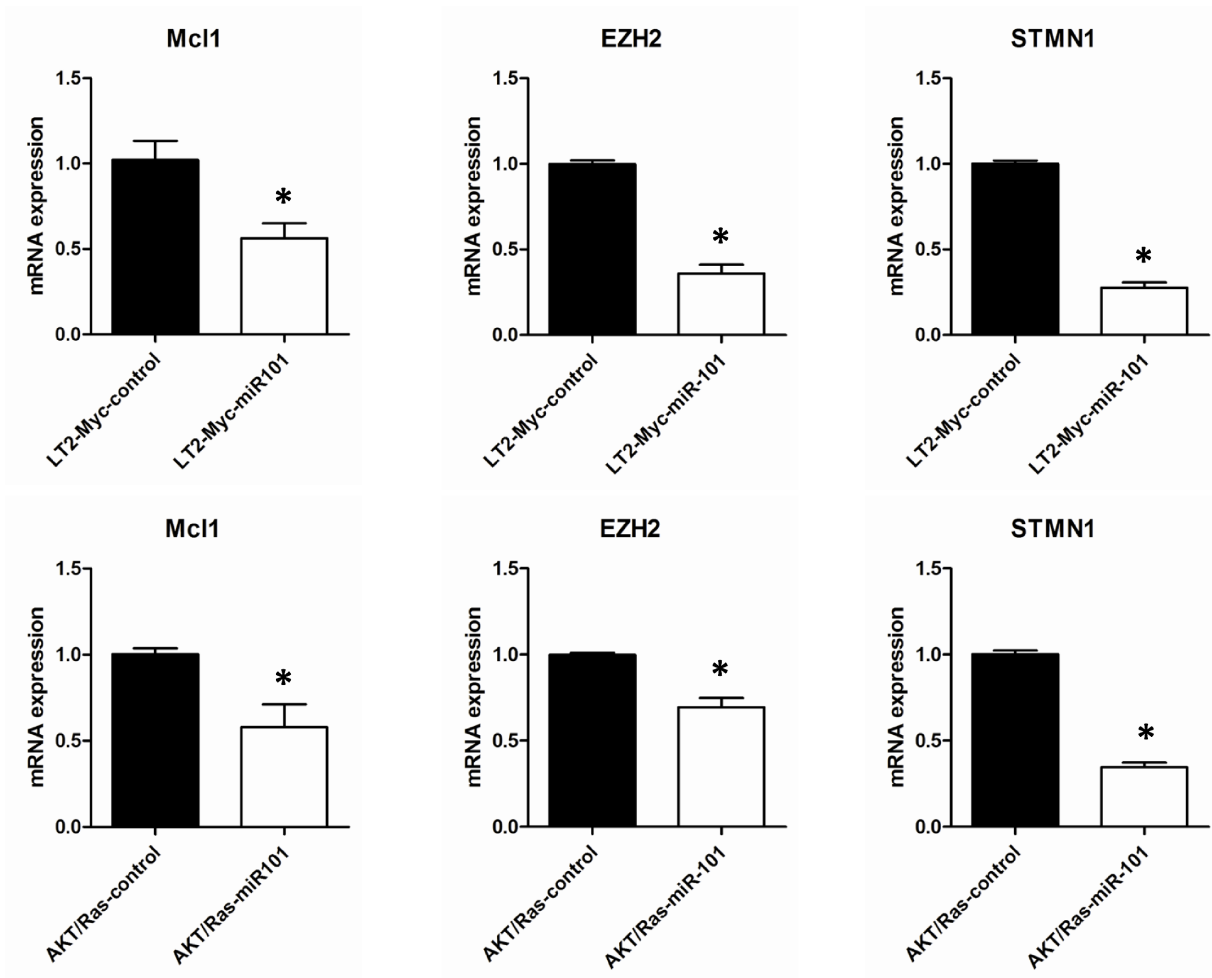 Mcl1
EZH2
STMN1
mRNA expression
1.5
1.0
0.5
0.0
*
LT2-Myc-control
LT2-Myc-miR101
mRNA expression
1.5
1.0
0.5
0.0
*
LT2-Myc-control
LT2-Myc-miR-101
mRNA expression
1.5
1.0
0.5
0.0
*
LT2-Myc-control
LT2-Myc-miR-101
Mcl1
EZH2
STMN1
mRNA expression
1.5
1.0
0.5
0.0
*
AKT/Ras-control
AKT/Ras-miR101
mRNA expression
1.5
1.0
0.5
0.0
*
AKT/Ras-control
AKT/Ras-miR-101
mRNA expression
1.5
1.0
0.5
0.0
*
AKT/Ras-control
AKT/Ras-miR-101